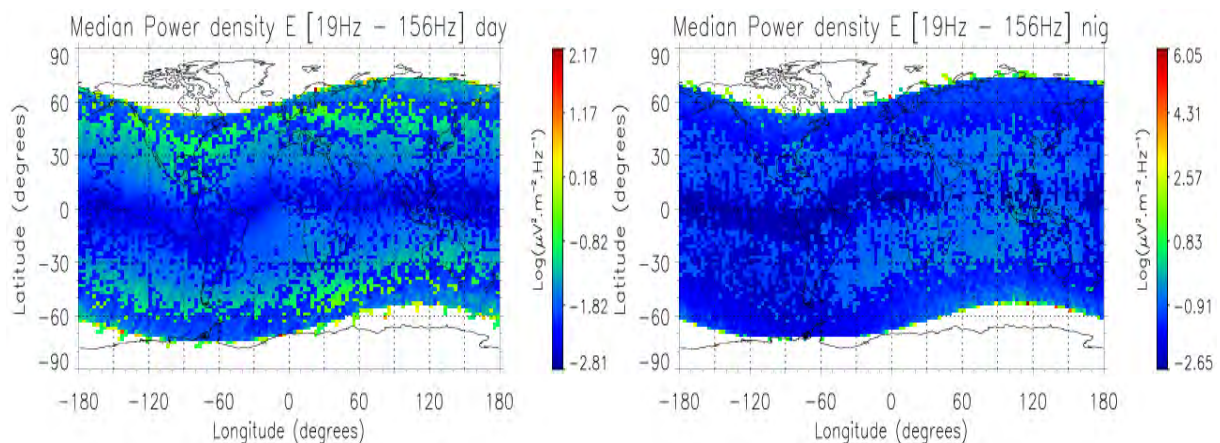 Median Power density E [19Hz – 156Hz] day
90
60
30
0
−30
−60
−90
Latitude (degrees)
−180 −120 −60 0 60 120 180
Longitude (degrees)
2.17
1.17
0.18
−0.82
−1.82
−2.81
Log(μV².m⁻².Hz⁻¹)
Median Power density E [19Hz – 156Hz] nig
90
60
30
0
−30
−60
−90
Latitude (degrees)
−180 −120 −60 0 60 120 180
Longitude (degrees)
6.05
4.31
2.57
0.83
−0.91
−2.65
Log(μV².m⁻².Hz⁻¹)